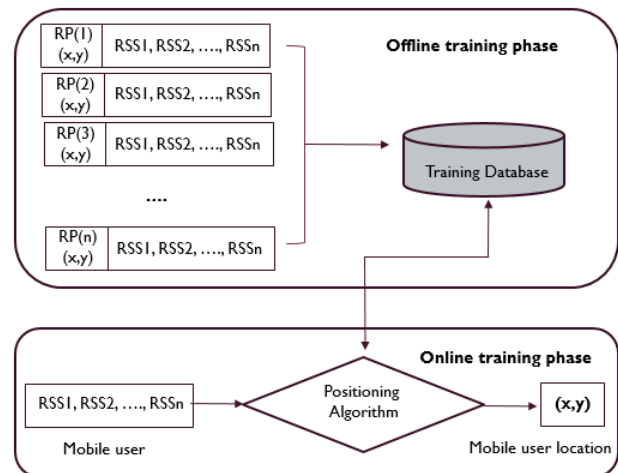 Offline training phase
RP(1)
(x,y)
RSS1, RSS2, ...., RSSn
RP(2)
(x,y)
RSS1, RSS2, ...., RSSn
RP(3)
(x,y)
RSS1, RSS2, ...., RSSn
....
RP(n)
(x,y)
RSS1, RSS2, ...., RSSn
Training Database
Online training phase
RSS1, RSS2, ...., RSSn
Mobile user
Positioning
Algorithm
(x,y)
Mobile user location